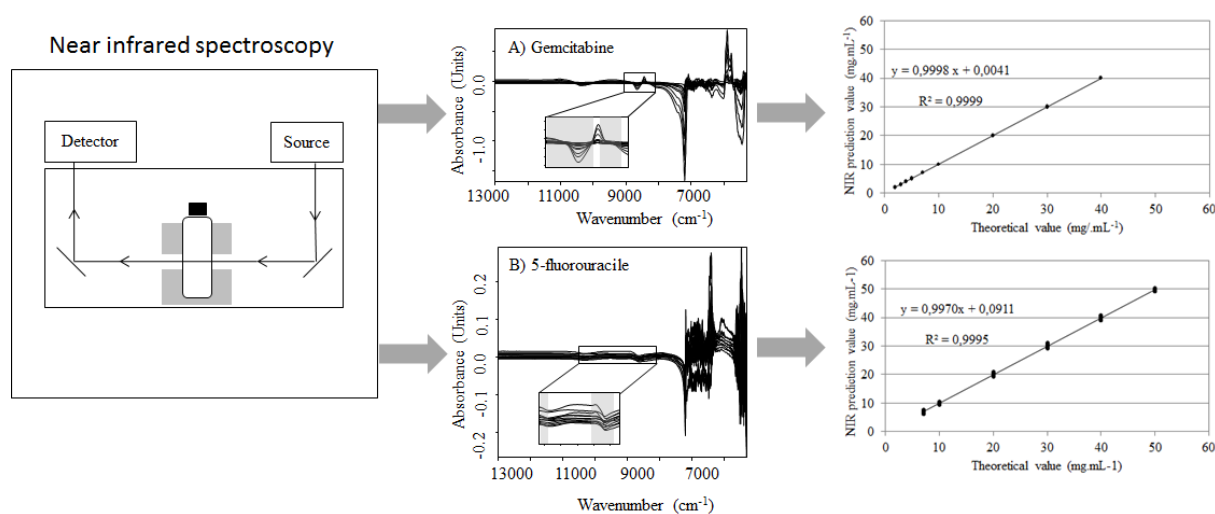 Near infrared spectroscopy
Detector
Source
A) Gemcitabine
Absorbance (Units)
0.0
-1.0
13000 11000 9000 7000
Wavenumber (cm-1)
B) 5-fluorouracile
Absorbance (Units)
0.2
0.1
0.0
-0.1
-0.2
13000 11000 9000 7000
Wavenumber (cm-1)
NIR prediction value (mg.mL-1)
60
50
40
30
20
10
0
y = 0,9998 x + 0,0041
R² = 0,9999
0 10 20 30 40 50 60
Theoretical value (mg/.mL-1)
NIR prediction value (mg.mL-1)
60
50
40
30
20
10
0
y = 0,9970x + 0,0911
R² = 0,9995
0 10 20 30 40 50 60
Theoretical value (mg.mL-1)